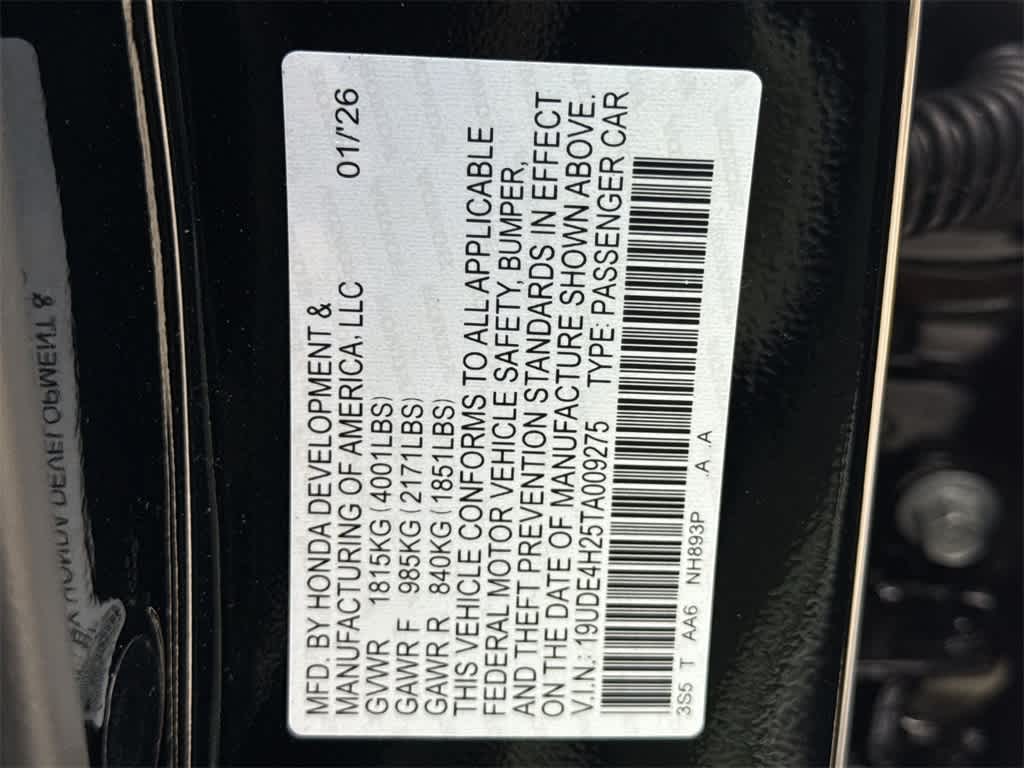 MFD. BY HONDA DEVELOPMENT &
MANUFACTURING OF AMERICA, LLC 01/'26
GVWR 1815KG (4001LBS)
GAWR F 985KG (2171LBS)
GAWR R 840KG (1851LBS)
THIS VEHICLE CONFORMS TO ALL APPLICABLE
FEDERAL MOTOR VEHICLE SAFETY, BUMPER,
AND THEFT PREVENTION STANDARDS IN EFFECT
ON THE DATE OF MANUFACTURE SHOWN ABOVE.
V.I.N.: 19UDE4H25TA009275 TYPE: PASSENGER CAR
3S5 T AA6 NH893P .A .A